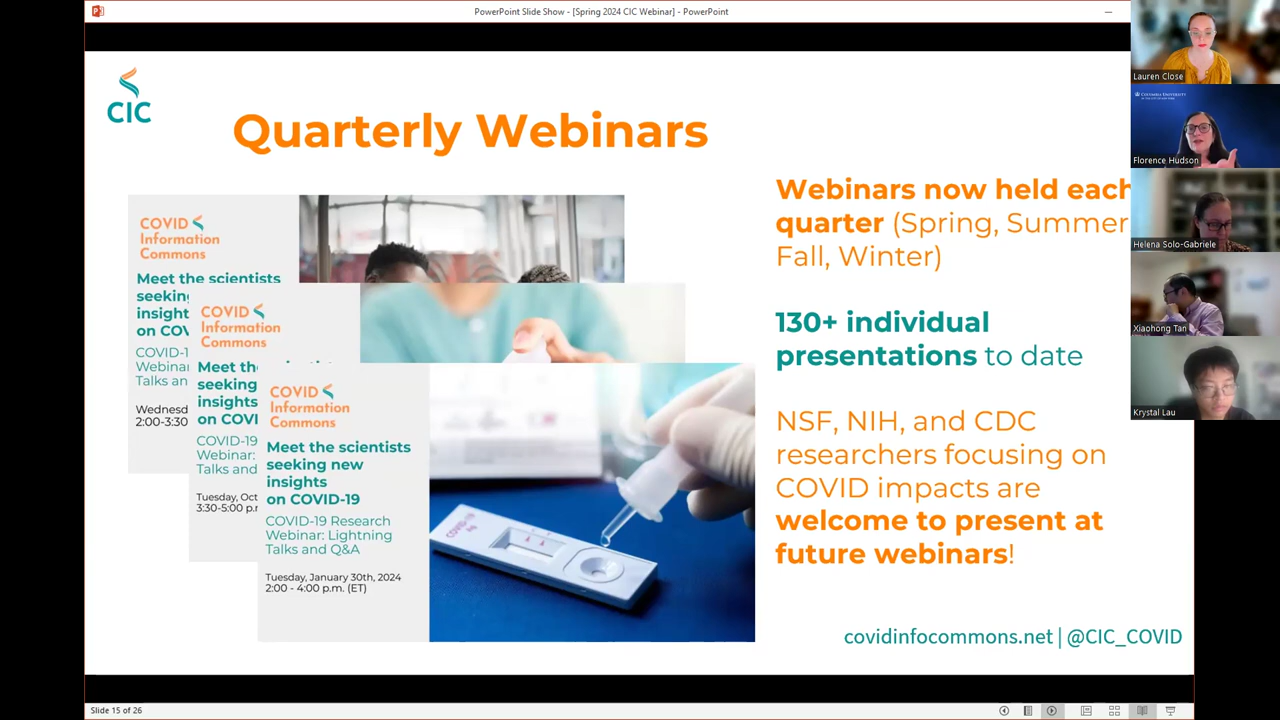 PowerPoint Slide Show - [Spring 2024 CIC Webinar] - PowerPoint
CIC
Quarterly Webinars
COVID
Information
Commons
Meet the scientists
seeking
insight
on COV
COVID-1
Webinar
Talks an
Wednesd
2:00-3:30
COVID
Information
Commons
Meet th
seeking
insights
on COVI
COVID-19
Webinar:
Talks and
Tuesday, Oct
3:30-5:00 p.r
COVID
Information
Commons
Meet the scientists
seeking new
insights
on COVID-19
COVID-19 Research
Webinar: Lightning
Talks and Q&A
Tuesday, January 30th, 2024
2:00 - 4:00 p.m. (ET)
Webinars now held each
quarter (Spring, Summer
Fall, Winter)
130+ individual
presentations to date
NSF, NIH, and CDC
researchers focusing on
COVID impacts are
welcome to present at
future webinars!
covidinfocommons.net | @CIC_COVID
Lauren Close
Columbia University
Florence Hudson
Helena Solo-Gabriele
Xiaohong Tan
Krystal Lau
Slide 15 of 26